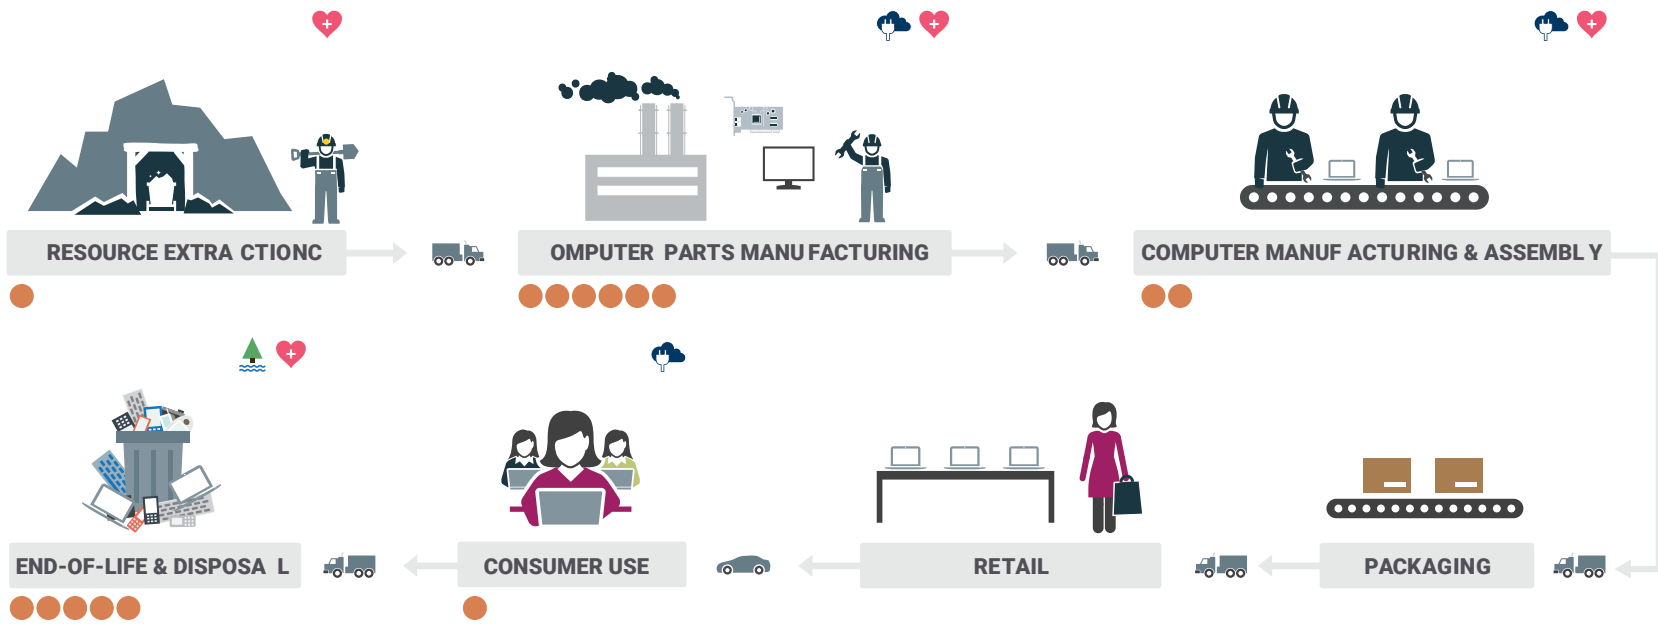 RESOURCE EXTRA CTIONC
OMPUTER PARTS MANU FACTURING
COMPUTER MANUF ACTURING & ASSEMBL Y
END-OF-LIFE & DISPOSA L
CONSUMER USE
RETAIL
PACKAGING